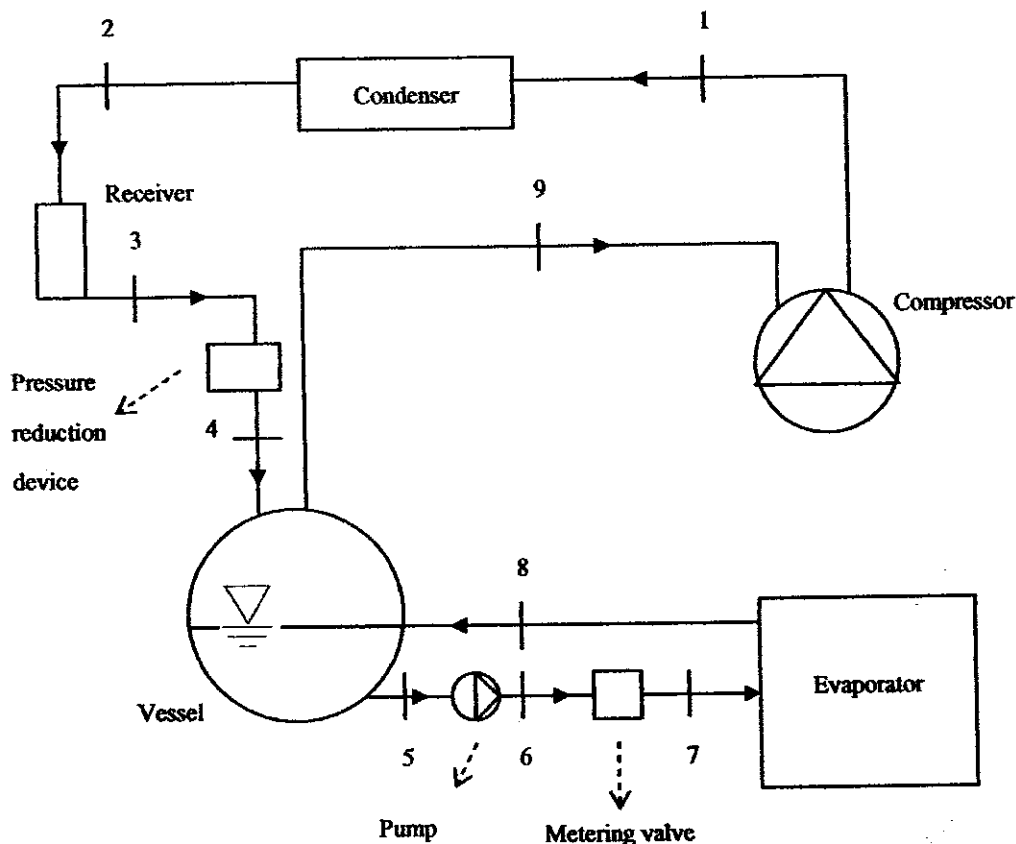 2
1
Condenser
Receiver
9
3
Compressor
Pressure
reduction
device
4
8
Evaporator
Vessel
5
6
7
Pump
Metering valve